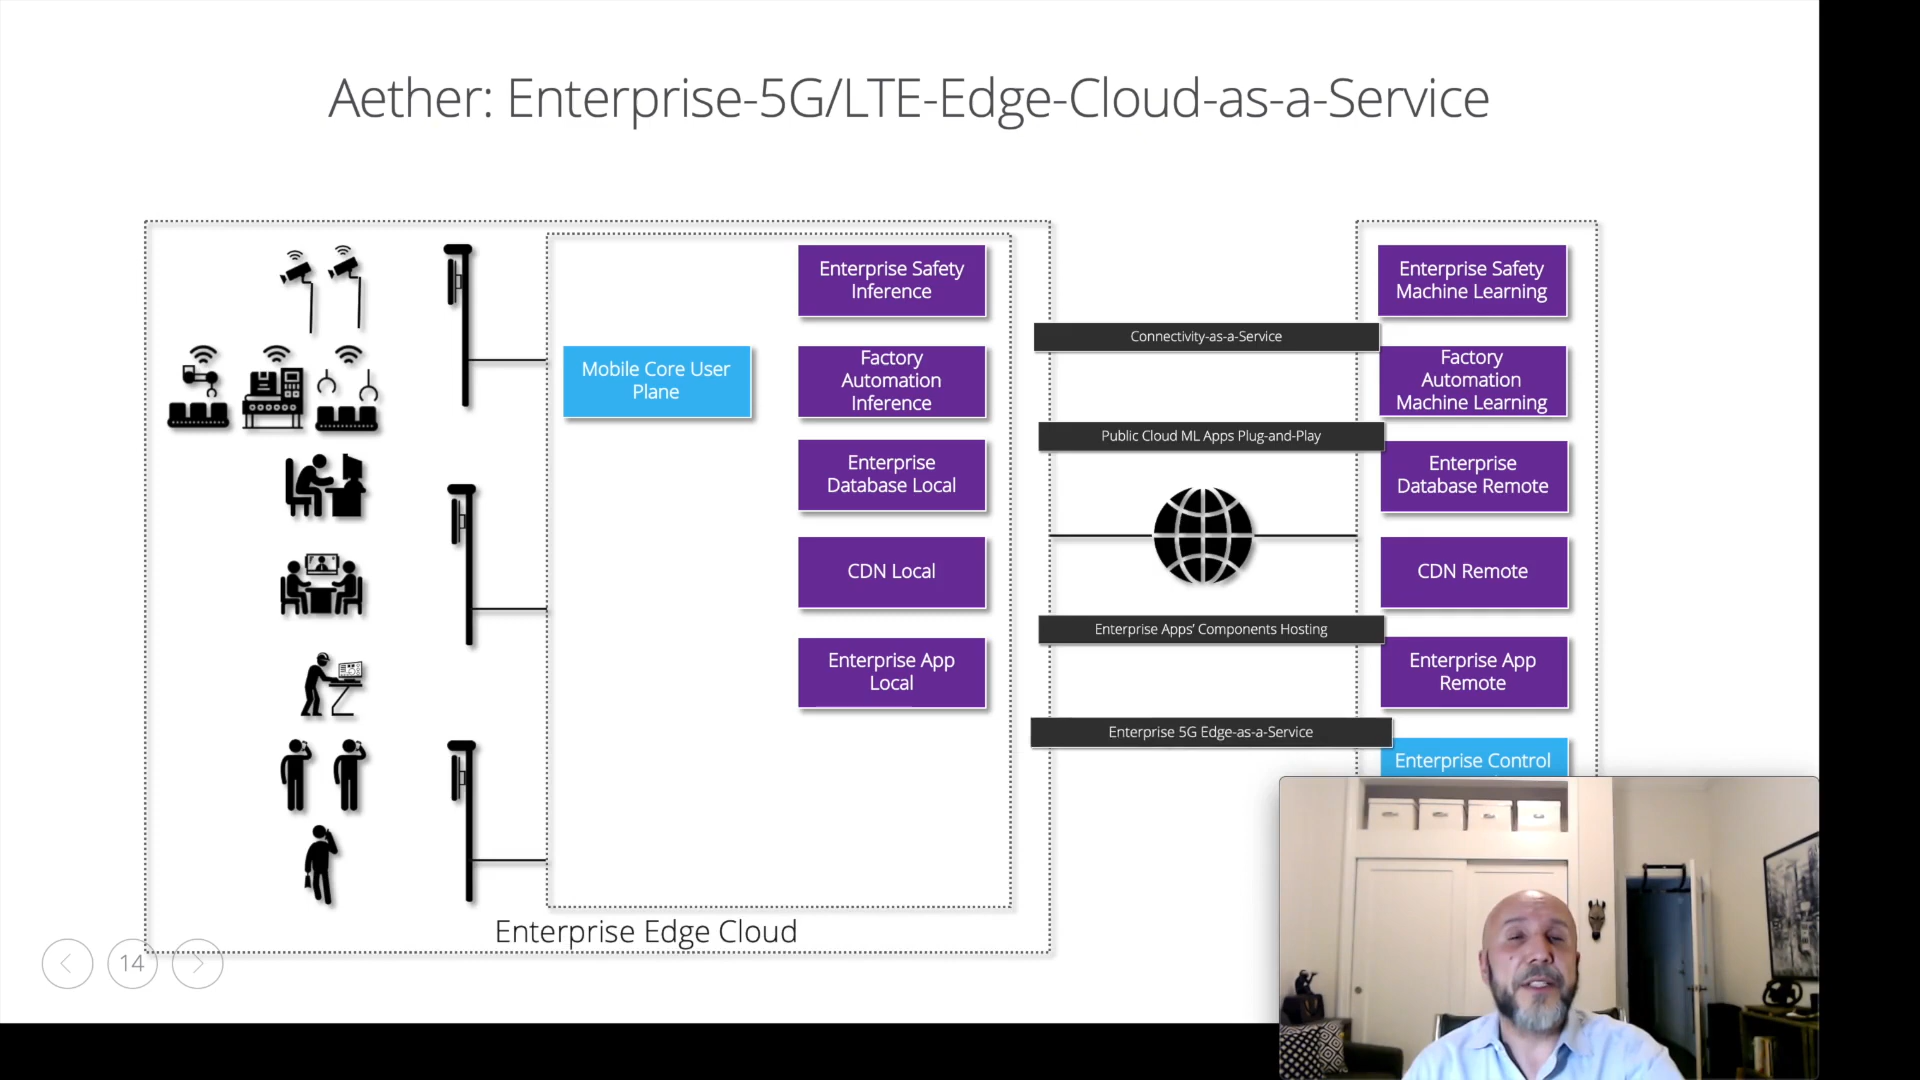 Aether: Enterprise-5G/LTE-Edge-Cloud-as-a-Service
Mobile Core User
Plane
Enterprise Safety
Inference
Factory
Automation
Inference
Enterprise
Database Local
CDN Local
Enterprise App
Local
Connectivity-as-a-Service
Public Cloud ML Apps Plug-and-Play
Enterprise Apps' Components Hosting
Enterprise 5G Edge-as-a-Service
Enterprise Safety
Machine Learning
Factory
Automation
Machine Learning
Enterprise
Database Remote
CDN Remote
Enterprise App
Remote
Enterprise Control
Enterprise Edge Cloud
14